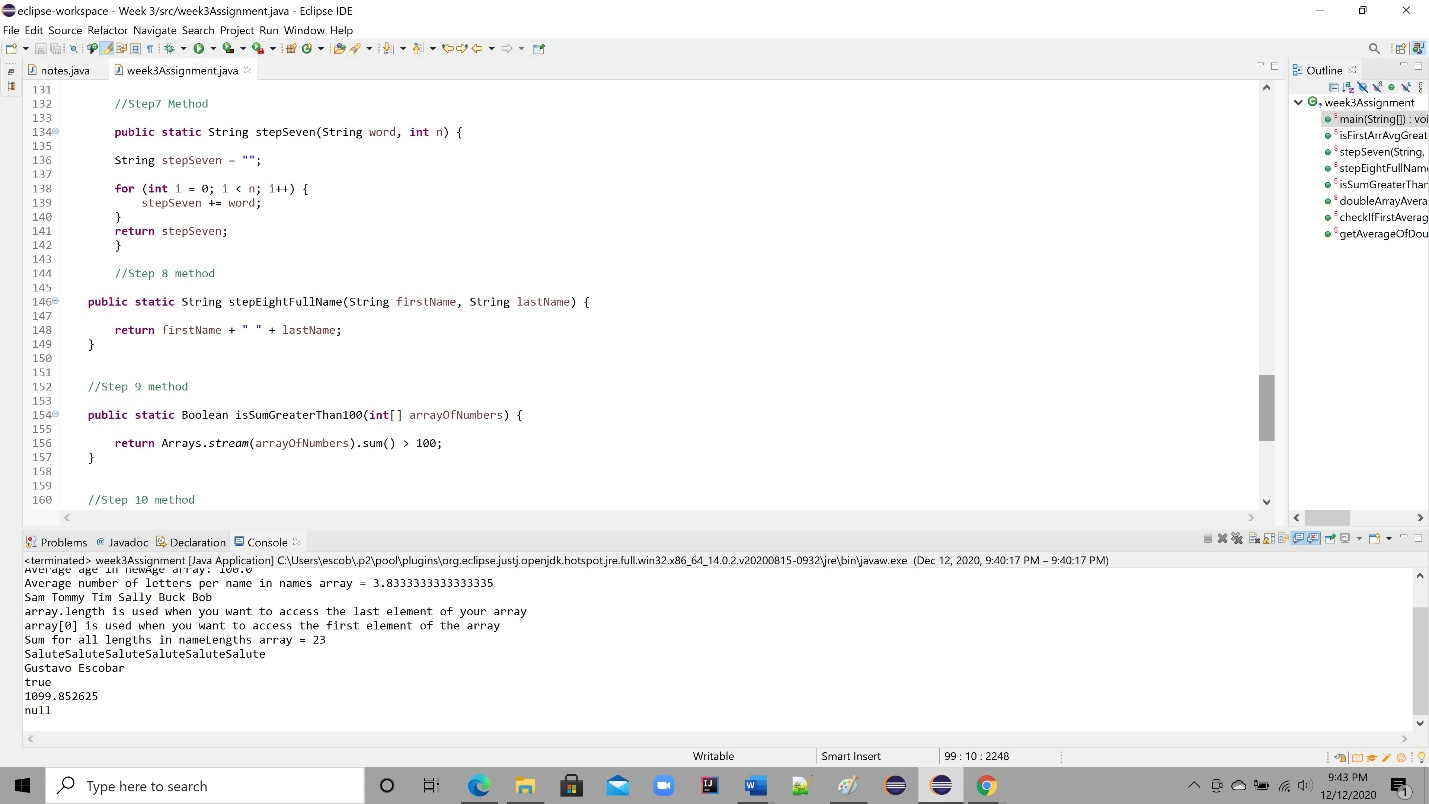 eclipse-workspace - Week 3/src/week3Assignment.java - Eclipse IDE
File Edit Source Refactor Navigate Search Project Run Window Help
notes.java
week3Assignment.java
131
132 //Step7 Method
133
134 public static String stepSeven(String word, int n) {
135
136 String stepSeven = "";
137
138 for (int i = 0; i < n; i++) {
139 stepSeven += word;
140 }
141 return stepSeven;
142 }
143
144 //Step 8 method
145
146 public static String stepEightFullName(String firstName, String lastName) {
147
148 return firstName + " " + lastName;
149 }
150
151
152 //Step 9 method
153
154 public static Boolean isSumGreaterThan100(int[] arrayOfNumbers) {
155
156 return Arrays.stream(arrayOfNumbers).sum() > 100;
157 }
158
159
160 //Step 10 method
Outline
week3Assignment
main(String[]) : voi
isFirstArrAvgGreat
stepSeven(String,
stepEightFullName
isSumGreaterThan
doubleArrayAvera
checkIfFirstAverag
getAverageOfDou
Problems Javadoc Declaration Console
<terminated> week3Assignment [Java Application] C:\Users\escob\.p2\pool\plugins\org.eclipse.justj.openjdk.hotspot.jre.full.win32.x86_64_14.0.2.v20200815-0932\jre\bin\javaw.exe (Dec 12, 2020, 9:40:17 PM – 9:40:17 PM)
Average age in newAge array: 100.0
Average number of letters per name in names array = 3.8333333333333335
Sam Tommy Tim Sally Buck Bob
array.length is used when you want to access the last element of your array
array[0] is used when you want to access the first element of the array
Sum for all lengths in nameLengths array = 23
SaluteSaluteSaluteSaluteSaluteSalute
Gustavo Escobar
true
1099.852625
null
Writable
Smart Insert
99 : 10 : 2248
Type here to search
9:43 PM
12/12/2020
1